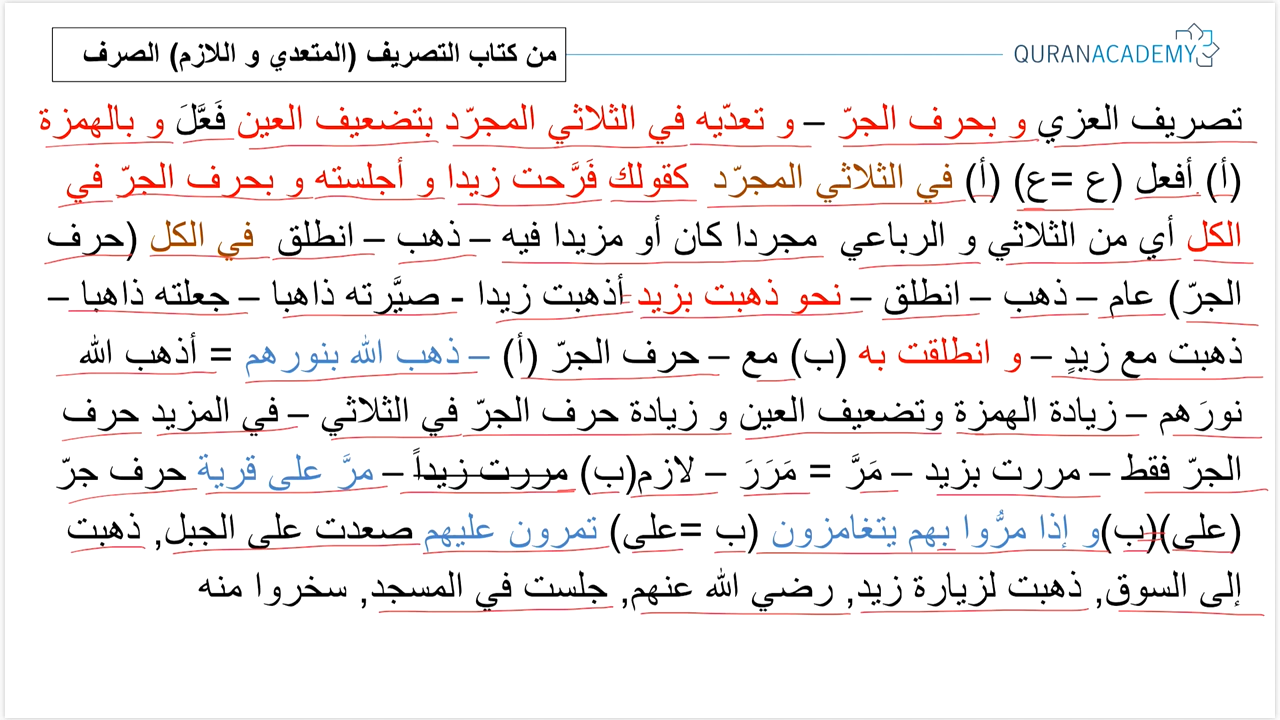 من كتاب التصريف (المتعدي و اللازم) الصرف
QURANACADEMY
تصريف العزي و بحرف الجرّ – و تعدّيه في الثلاثي المجرّد بتضعيف العين فَعَّلَ و بالهمزة
(أ) أفعل (ع =ع) (أ) في الثلاثي المجرّد كقولك فَرَّحت زيدا و أجلسته و بحرف الجرّ في
الكل أي من الثلاثي و الرباعي مجردا كان أو مزيدا فيه – ذهب – انطلق في الكل (حرف
الجرّ) عام – ذهب – انطلق – نحو ذهبت بزيد = أذهبت زيدا - صيَّرته ذاهبا – جعلته ذاهبا –
ذهبت مع زيدٍ – و انطلقت به (ب) مع – حرف الجرّ (أ) – ذهب الله بنورهم = أذهب الله
نورَهم – زيادة الهمزة وتضعيف العين و زيادة حرف الجرّ في الثلاثي – في المزيد حرف
الجرّ فقط – مررت بزيد – مَرَّ = مَرَرَ – لازم(ب) مررت زيداً – مرَّ على قرية حرف جرّ
(على)(ب)و إذا مرُّوا بهم يتغامزون (ب =على) تمرون عليهم صعدت على الجبل, ذهبت
إلى السوق, ذهبت لزيارة زيد, رضي الله عنهم, جلست في المسجد, سخروا منه